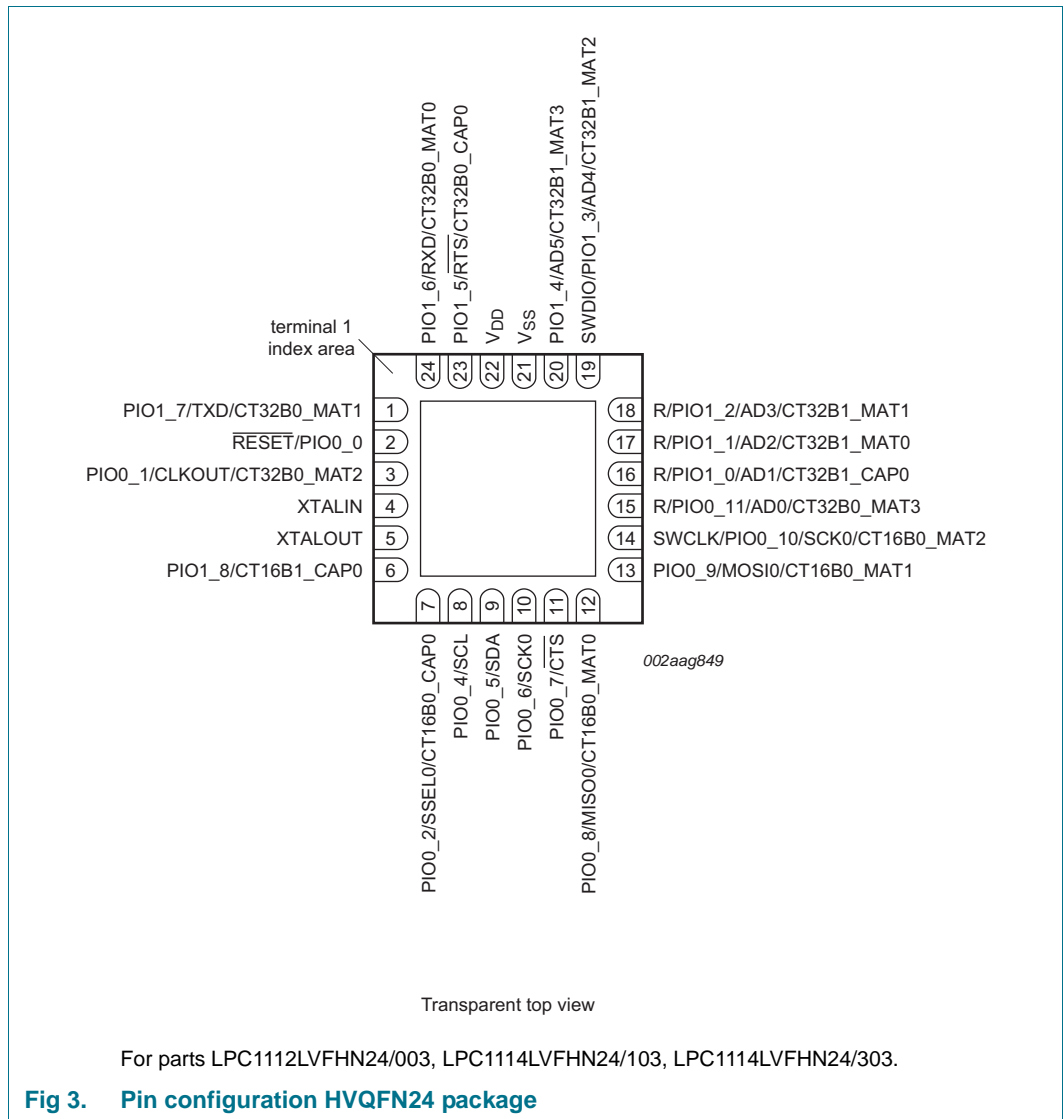 PIO1_6/RXD/CT32B0_MAT0
PIO1_5/RTS/CT32B0_CAP0
VDD
VSS
PIO1_4/AD5/CT32B1_MAT3
SWDIO/PIO1_3/AD4/CT32B1_MAT2
terminal 1
index area
24 23 22 21 20 19
PIO1_7/TXD/CT32B0_MAT1 1
RESET/PIO0_0 2
PIO0_1/CLKOUT/CT32B0_MAT2 3
XTALIN 4
XTALOUT 5
PIO1_8/CT16B1_CAP0 6
18 R/PIO1_2/AD3/CT32B1_MAT1
17 R/PIO1_1/AD2/CT32B1_MAT0
16 R/PIO1_0/AD1/CT32B1_CAP0
15 R/PIO0_11/AD0/CT32B0_MAT3
14 SWCLK/PIO0_10/SCK0/CT16B0_MAT2
13 PIO0_9/MOSI0/CT16B0_MAT1
7 8 9 10 11 12
PIO0_2/SSEL0/CT16B0_CAP0
PIO0_4/SCL
PIO0_5/SDA
PIO0_6/SCK0
PIO0_7/CTS
PIO0_8/MISO0/CT16B0_MAT0
002aag849
Transparent top view
For parts LPC1112LVFHN24/003, LPC1114LVFHN24/103, LPC1114LVFHN24/303.
Fig 3. Pin configuration HVQFN24 package